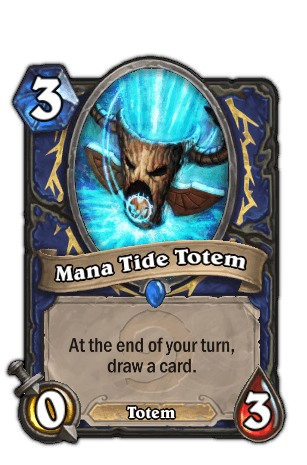 3
Mana Tide Totem
At the end of your turn,
draw a card.
0
Totem
3